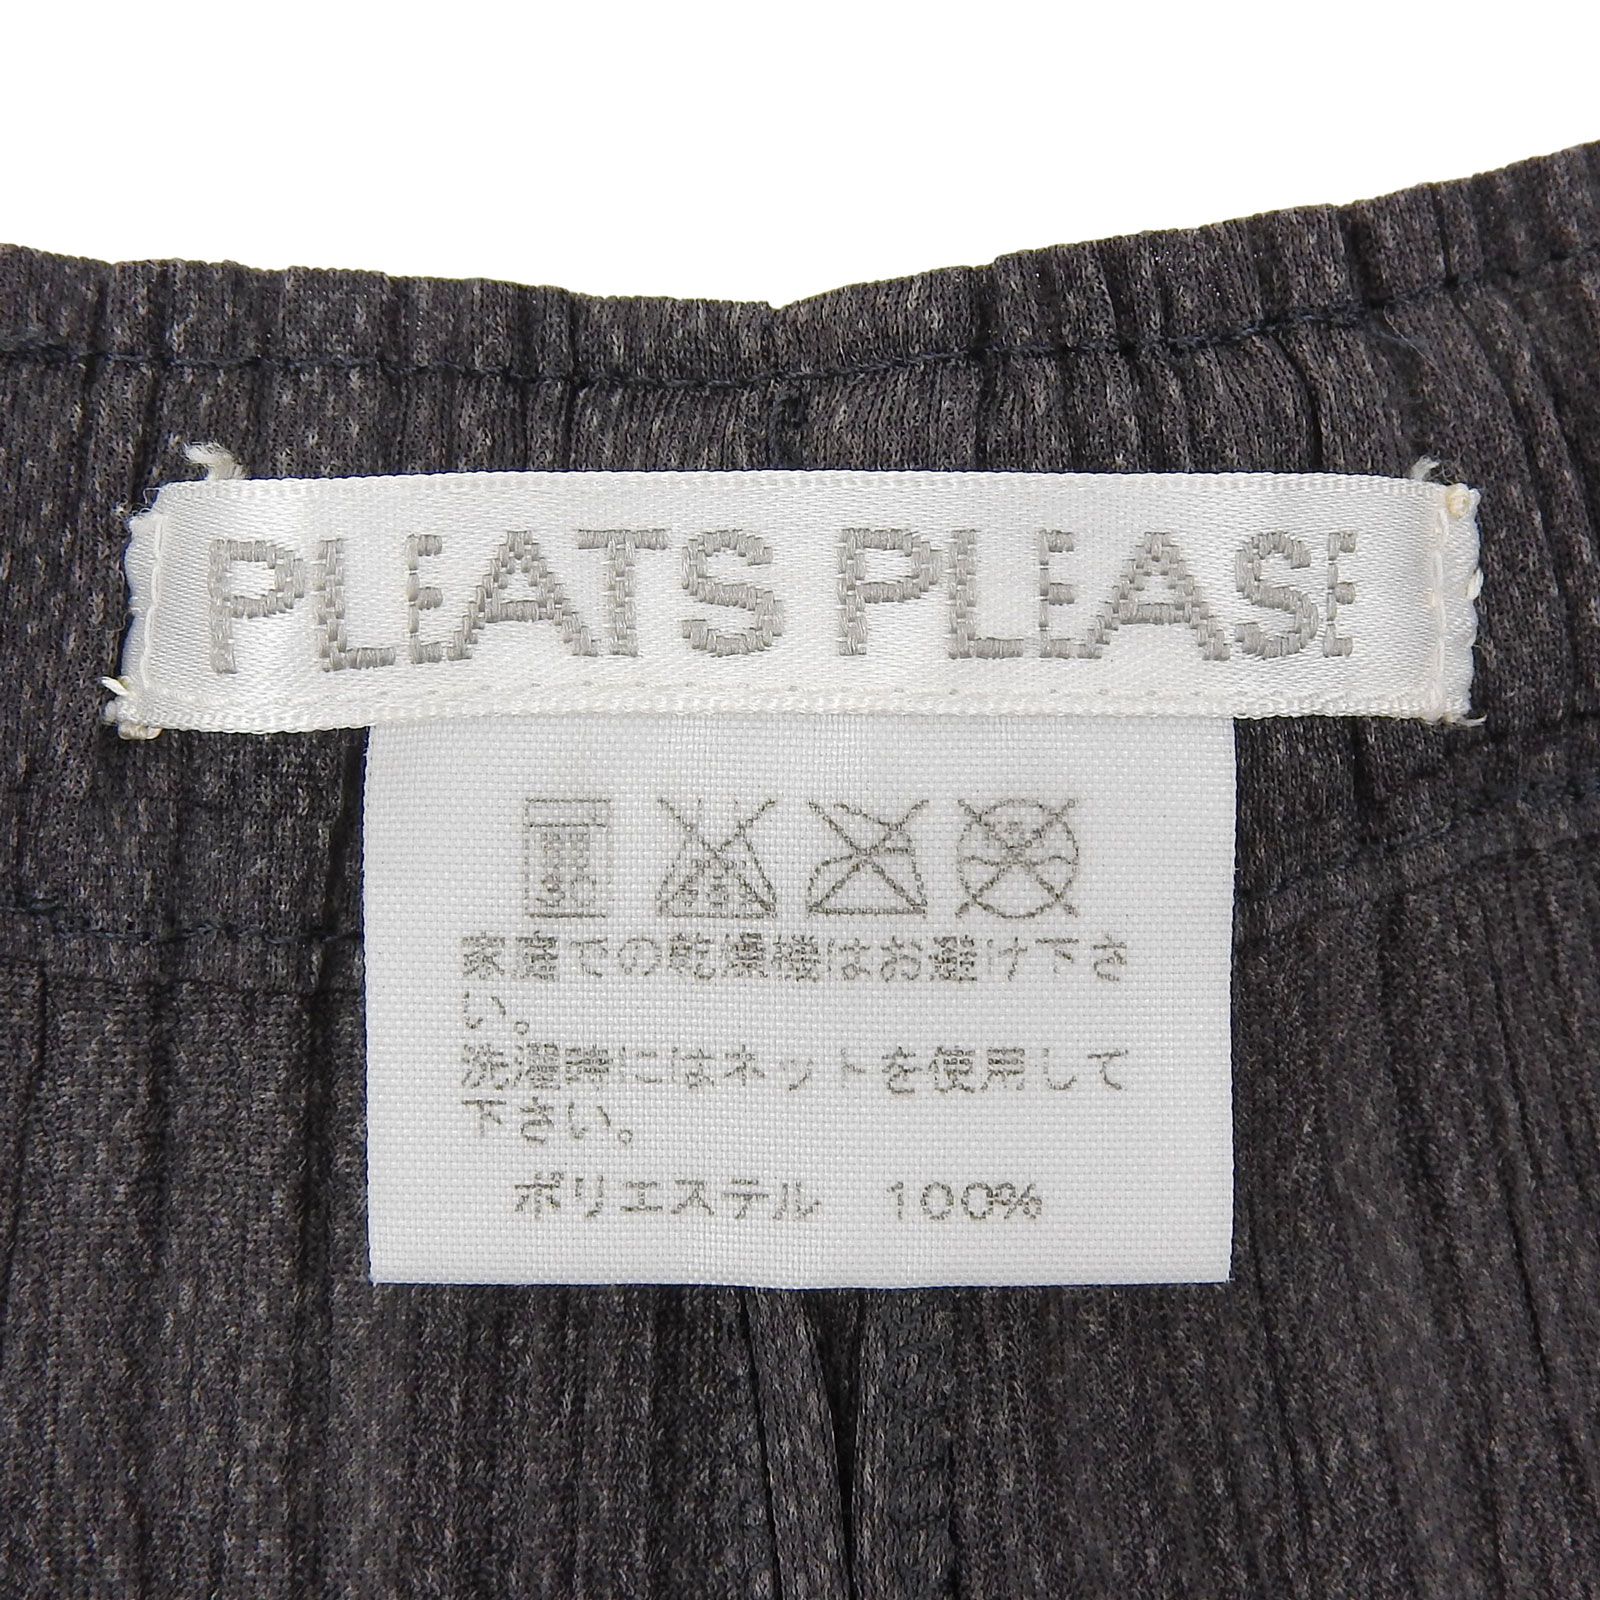 PLEATS PLEASE
家庭での乾燥機はお避け下さ
い。
洗濯時にはネットを使用して
下さい。
ポリエステル 100%